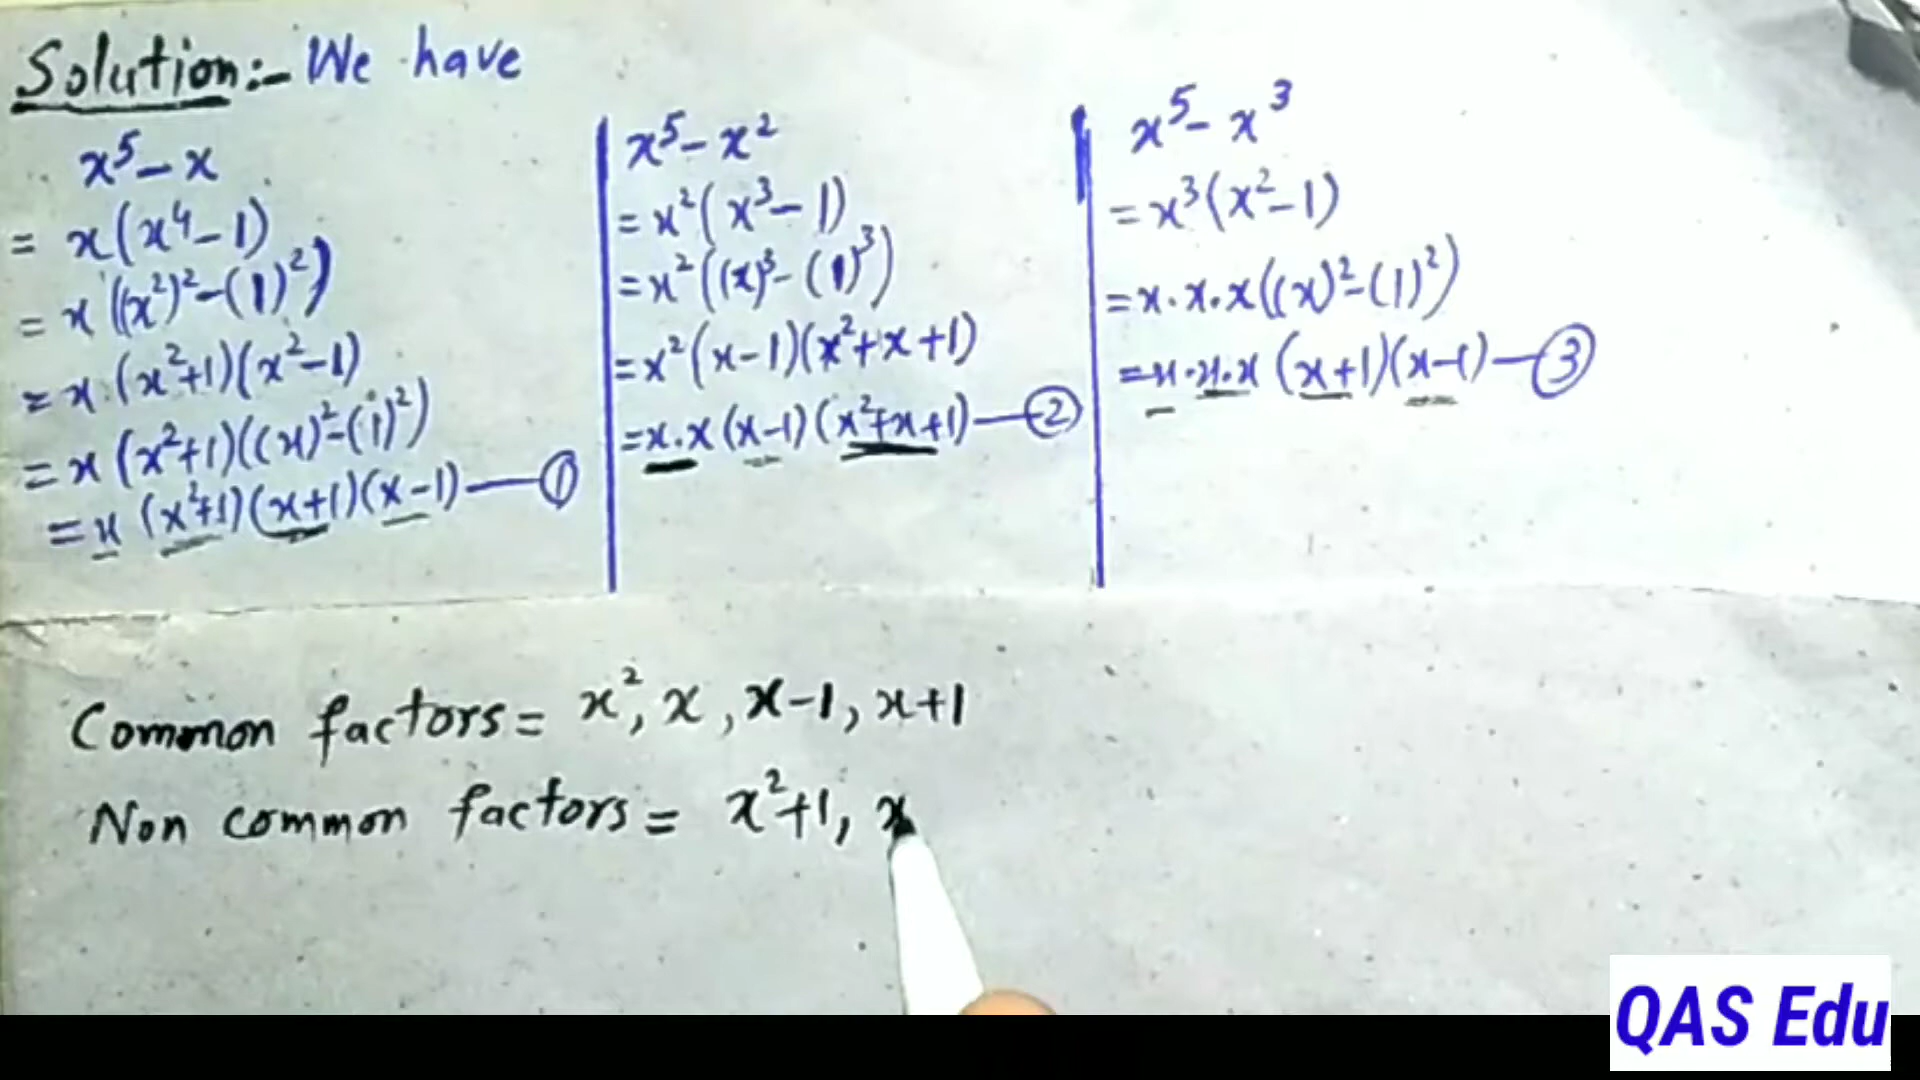 Solution:- We have
x⁵ - x
= x(x⁴ - 1)
= x((x²)² - (1)²)
= x.(x²+1)(x² - 1)
= x(x²+1)((x)² - (1)²)
= x(x²+1)(x+1)(x-1) — ①
x⁵ - x²
= x²(x³ - 1)
= x²((x)³ - (1)³)
= x²(x-1)(x²+x+1)
= x.x(x-1)(x²+x+1) — ②
x⁵ - x³
= x³(x² - 1)
= x.x.x((x)² - (1)²)
= x.x.x(x+1)(x-1) — ③
Common factors = x², x, x-1, x+1
Non common factors = x²+1, x
QAS Edu